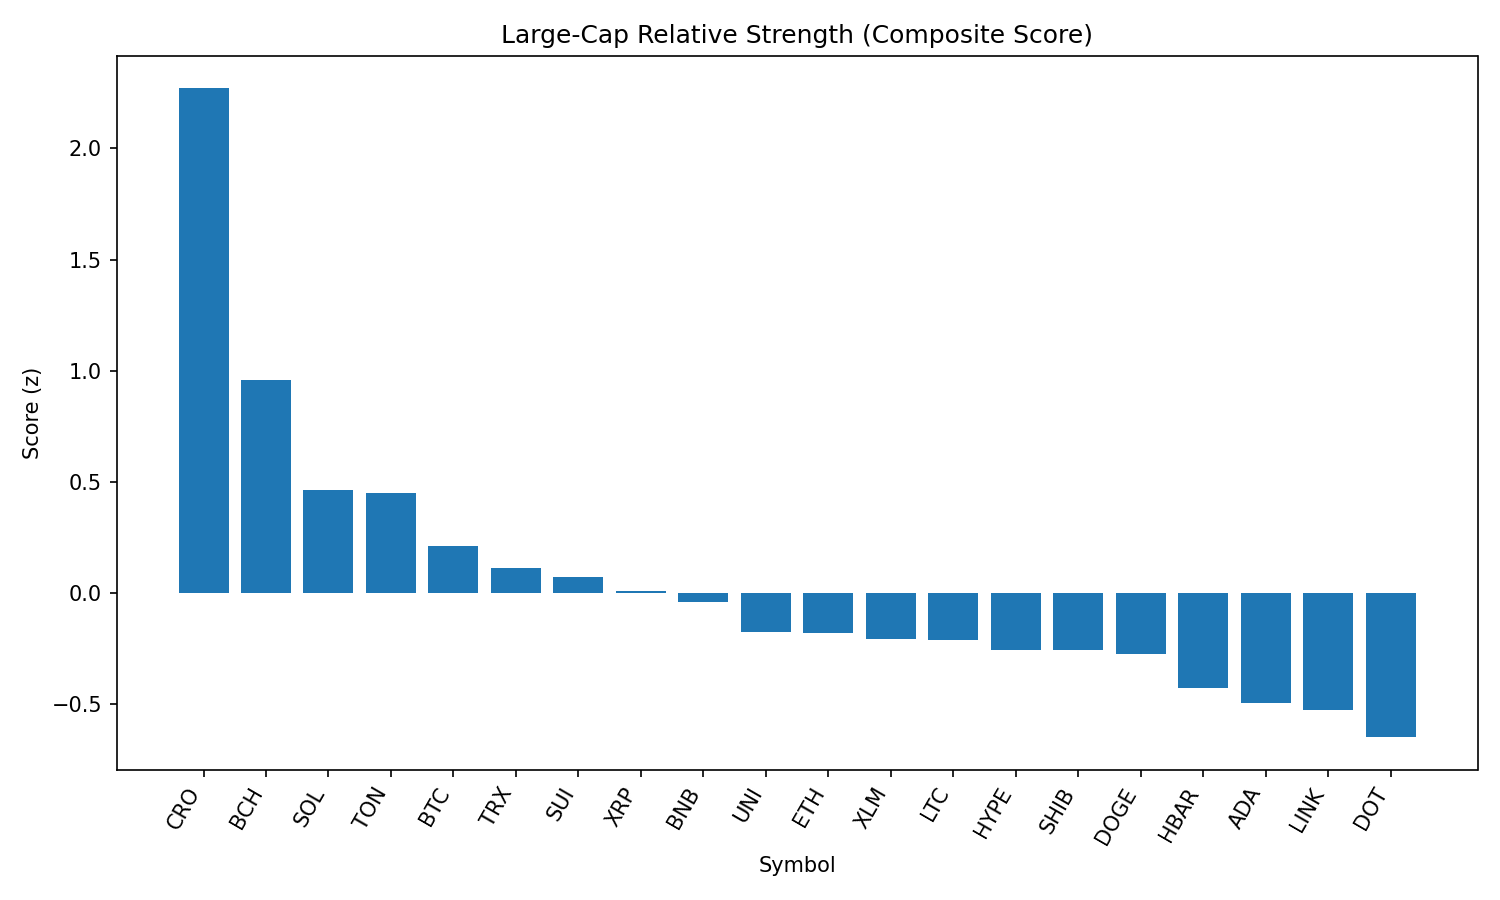 Large-Cap Relative Strength (Composite Score)
Score (z)
2.0
1.5
1.0
0.5
0.0
−0.5
CRO
BCH
SOL
TON
BTC
TRX
SUI
XRP
BNB
UNI
ETH
XLM
LTC
HYPE
SHIB
DOGE
HBAR
ADA
LINK
DOT
Symbol